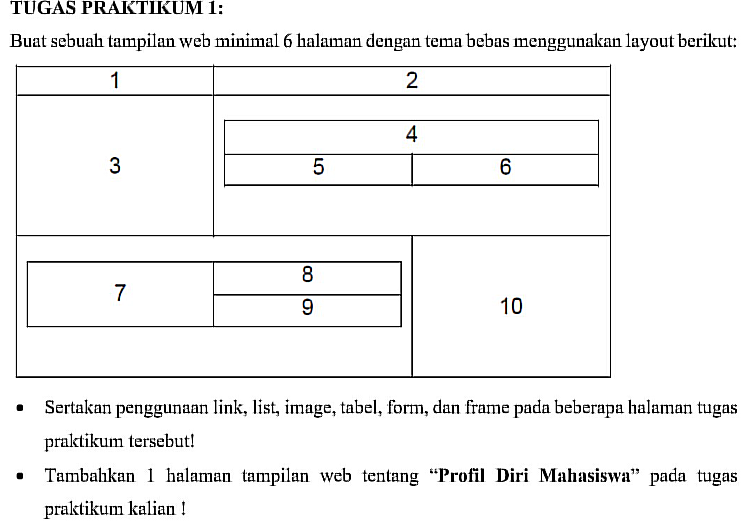 TUGAS PRAKTIKUM 1:
Buat sebuah tampilan web minimal 6 halaman dengan tema bebas menggunakan layout berikut:
1 2
4
3 5 6
8
7
9 10
• Sertakan penggunaan link, list, image, tabel, form, dan frame pada beberapa halaman tugas
praktikum tersebut!
• Tambahkan 1 halaman tampilan web tentang “Profil Diri Mahasiswa” pada tugas
praktikum kalian !